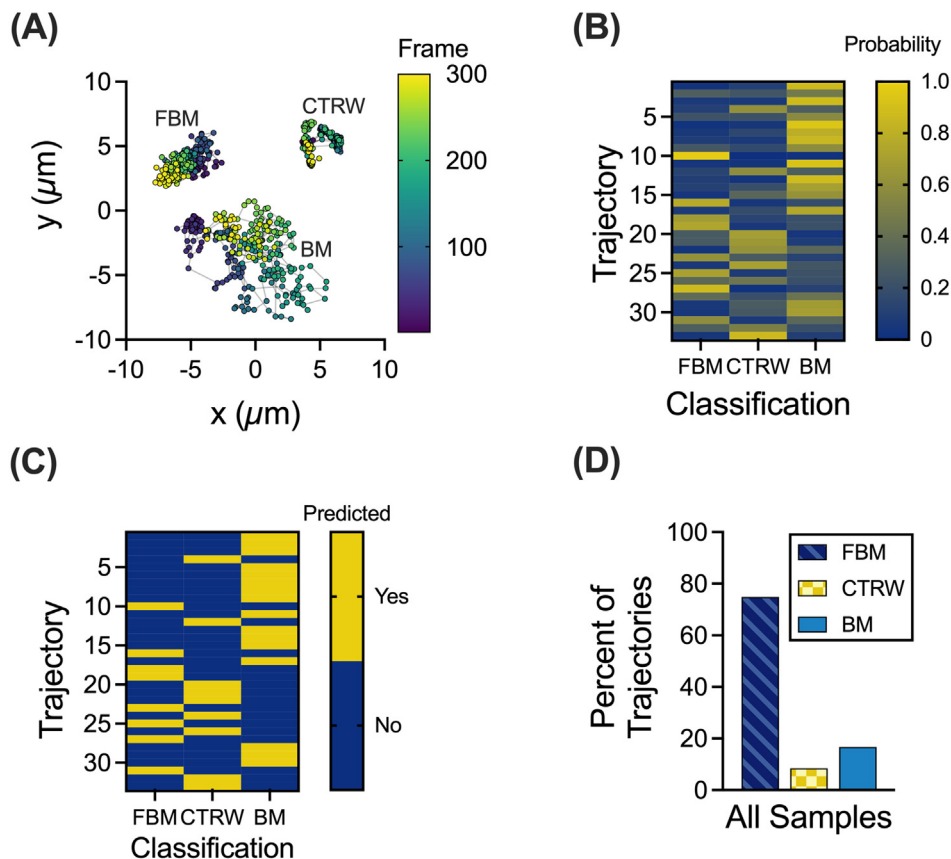 (A)
Frame
300
200
100
FBM
CTRW
BM
10
5
0
-5
-10
y (µm)
-10 -5 0 5 10
x (µm)
(B)
Probability
1.0
0.8
0.6
0.4
0.2
0
Trajectory
5
10
15
20
25
30
FBM CTRW BM
Classification
(C)
Predicted
Yes
No
Trajectory
5
10
15
20
25
30
FBM CTRW BM
Classification
(D)
Percent of
Trajectories
100
80
60
40
20
0
FBM
CTRW
BM
All Samples